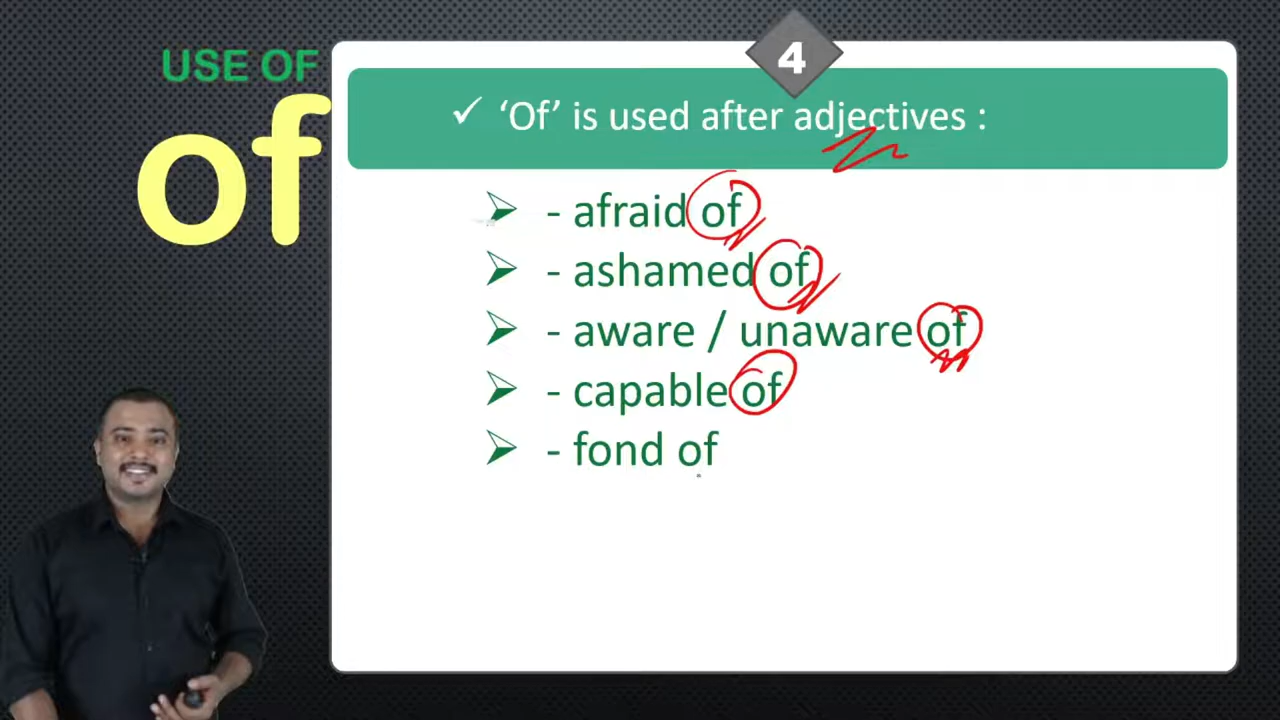 USE OF
of
4
✓ ‘Of’ is used after adjectives :
➢ - afraid of
➢ - ashamed of
➢ - aware / unaware of
➢ - capable of
➢ - fond of